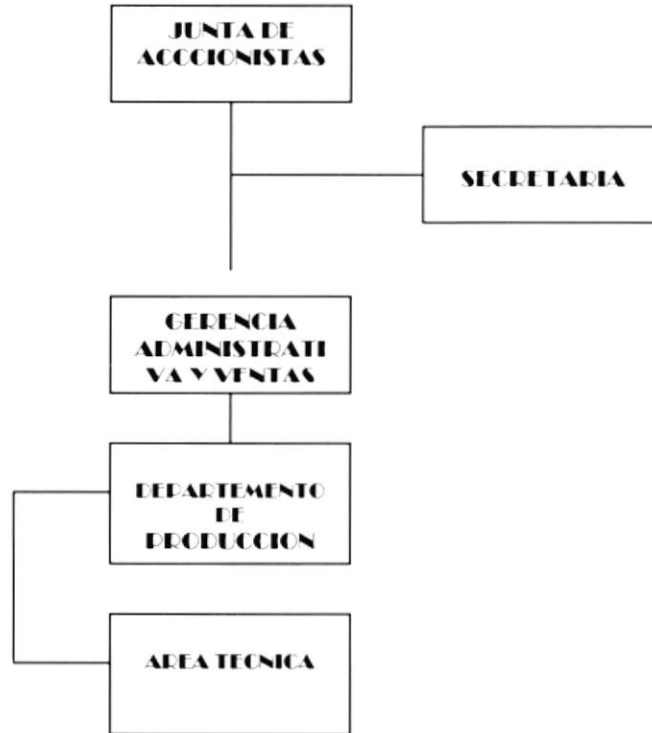 JUNTA DE
ACCCIONISTAS
SECRETARIA
GERENCIA
ADMINISTRATI
VA Y VENTAS
DEPARTEMENTO
DE
PRODUCCION
AREA TECNICA